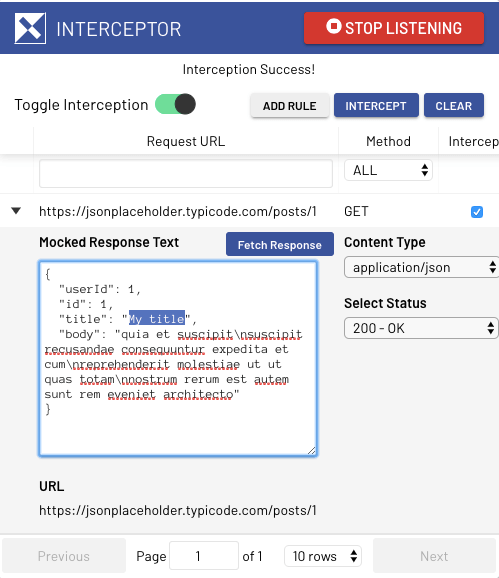 INTERCEPTOR
STOP LISTENING
Interception Success!
Toggle Interception
ADD RULE
INTERCEPT
CLEAR
Request URL
Method
Intercep
ALL
https://jsonplaceholder.typicode.com/posts/1
GET
Mocked Response Text
Fetch Response
Content Type
application/json
Select Status
200 - OK
{
"userId": 1,
"id": 1,
"title": "My title",
"body": "quia et suscipit\nsuscipit
recusandae consequuntur expedita et
cum\nreprehenderit molestiae ut ut
quas totam\nnostrum rerum est autem
sunt rem eveniet architecto"
}
URL
https://jsonplaceholder.typicode.com/posts/1
Previous
Page
1
of 1
10 rows
Next